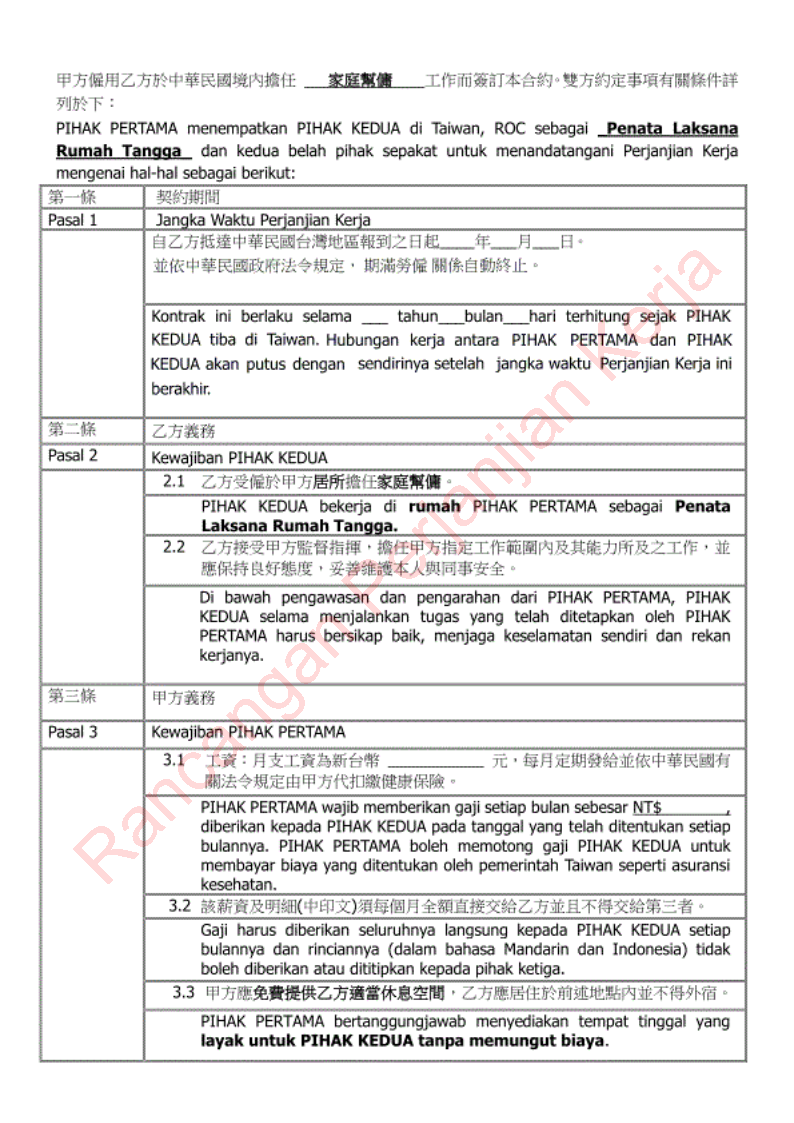 甲方僱用乙方於中華民國境內擔任 ___家庭幫傭____工作而簽訂本合約。雙方約定事項有關條件詳
列於下：
PIHAK PERTAMA menempatkan PIHAK KEDUA di Taiwan, ROC sebagai _Penata Laksana
Rumah Tangga_ dan kedua belah pihak sepakat untuk menandatangani Perjanjian Kerja
mengenai hal-hal sebagai berikut:
第一條 契約期間
Pasal 1 Jangka Waktu Perjanjian Kerja
自乙方抵達中華民國台灣地區報到之日起____年___月___日。
並依中華民國政府法令規定， 期滿勞僱 關係自動終止。
Kontrak ini berlaku selama ___ tahun___bulan___hari terhitung sejak PIHAK
KEDUA tiba di Taiwan. Hubungan kerja antara PIHAK PERTAMA dan PIHAK
KEDUA akan putus dengan sendirinya setelah jangka waktu Perjanjian Kerja ini
berakhir.
第二條 乙方義務
Pasal 2 Kewajiban PIHAK KEDUA
2.1 乙方受僱於甲方居所擔任家庭幫傭。
PIHAK KEDUA bekerja di rumah PIHAK PERTAMA sebagai Penata
Laksana Rumah Tangga.
2.2 乙方接受甲方監督指揮，擔任甲方指定工作範圍內及其能力所及之工作，並
應保持良好態度，妥善維護本人與同事安全。
Di bawah pengawasan dan pengarahan dari PIHAK PERTAMA, PIHAK
KEDUA selama menjalankan tugas yang telah ditetapkan oleh PIHAK
PERTAMA harus bersikap baik, menjaga keselamatan sendiri dan rekan
kerjanya.
第三條 甲方義務
Pasal 3 Kewajiban PIHAK PERTAMA
3.1 工資：月支工資為新台幣 ____________ 元，每月定期發給並依中華民國有
關法令規定由甲方代扣繳健康保險。
PIHAK PERTAMA wajib memberikan gaji setiap bulan sebesar NT$________,
diberikan kepada PIHAK KEDUA pada tanggal yang telah ditentukan setiap
bulannya. PIHAK PERTAMA boleh memotong gaji PIHAK KEDUA untuk
membayar biaya yang ditentukan oleh pemerintah Taiwan seperti asuransi
kesehatan.
3.2 該薪資及明細(中印文)須每個月全額直接交給乙方並且不得交給第三者。
Gaji harus diberikan seluruhnya langsung kepada PIHAK KEDUA setiap
bulannya dan rinciannya (dalam bahasa Mandarin dan Indonesia) tidak
boleh diberikan atau dititipkan kepada pihak ketiga.
3.3 甲方應免費提供乙方適當休息空間，乙方應居住於前述地點內並不得外宿。
PIHAK PERTAMA bertanggungjawab menyediakan tempat tinggal yang
layak untuk PIHAK KEDUA tanpa memungut biaya.
Rancangan Perjanjian Kerja